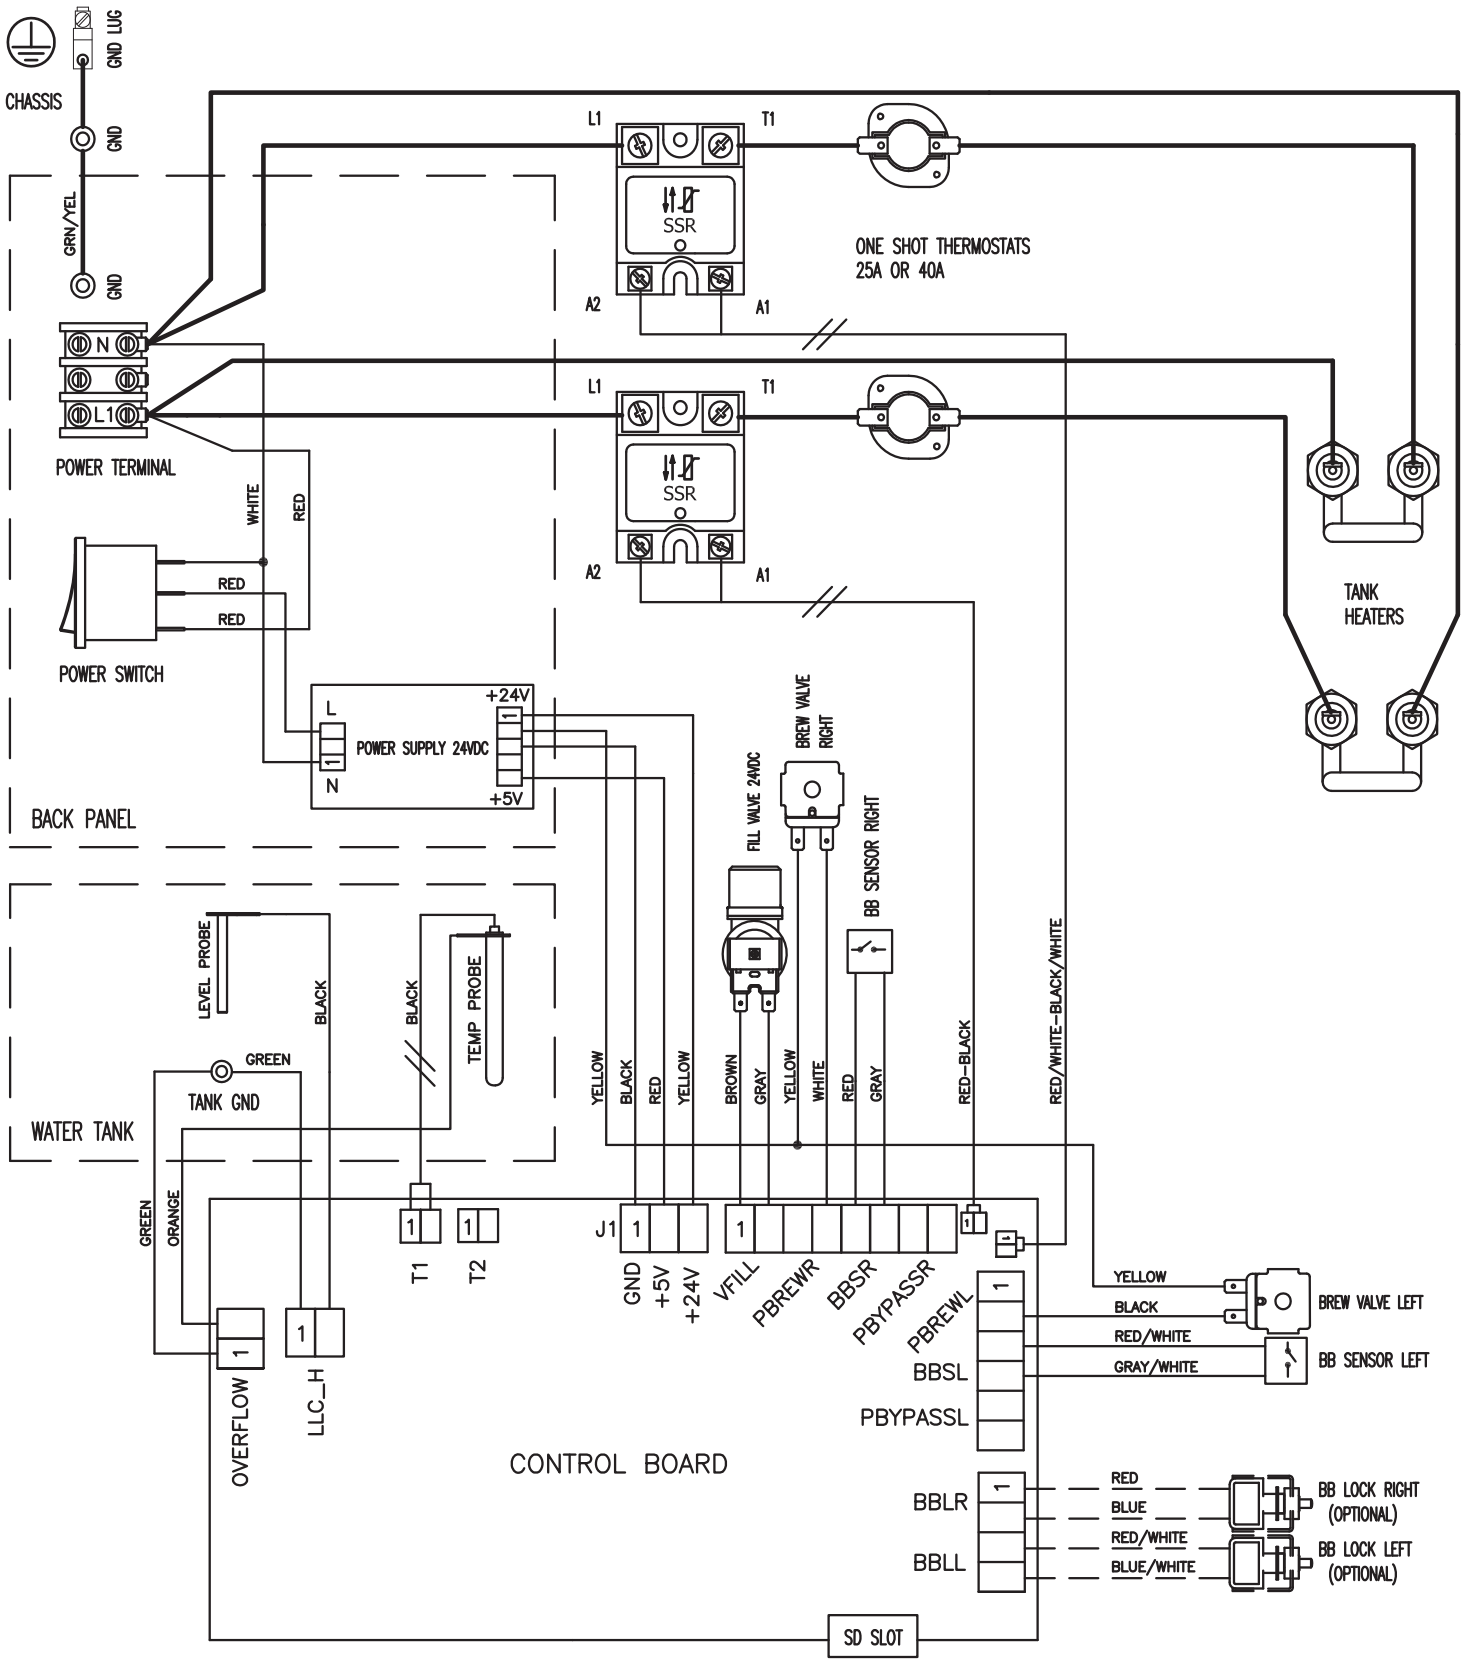 GND LUG
CHASSIS
GND
GRN/YEL
GND
N
L1
POWER TERMINAL
L1
T1
SSR
A2
A1
ONE SHOT THERMOSTATS
25A OR 40A
L1
T1
SSR
A2
A1
TANK
HEATERS
WHITE
RED
RED
RED
POWER SWITCH
L
1
N
POWER SUPPLY 24VDC
+24V
1
+5V
BACK PANEL
FILL VALVE 24VDC
BREW VALVE
RIGHT
BB SENSOR RIGHT
LEVEL PROBE
BLACK
BLACK
TEMP PROBE
GREEN
TANK GND
WATER TANK
YELLOW
BLACK
RED
YELLOW
BROWN
GRAY
YELLOW
WHITE
RED
GRAY
RED-BLACK
RED/WHITE-BLACK/WHITE
GREEN
ORANGE
1
T1
1
T2
J1
1
GND
+5V
+24V
1
VFILL
PBREWR
BBSR
PBYPASSR
1
1
PBREWL
1
BBSL
PBYPASSL
YELLOW
BLACK
BREW VALVE LEFT
RED/WHITE
GRAY/WHITE
BB SENSOR LEFT
1
OVERFLOW
1
LLC_H
CONTROL BOARD
BBLR
1
BBLL
RED
BLUE
BB LOCK RIGHT
(OPTIONAL)
RED/WHITE
BLUE/WHITE
BB LOCK LEFT
(OPTIONAL)
SD SLOT